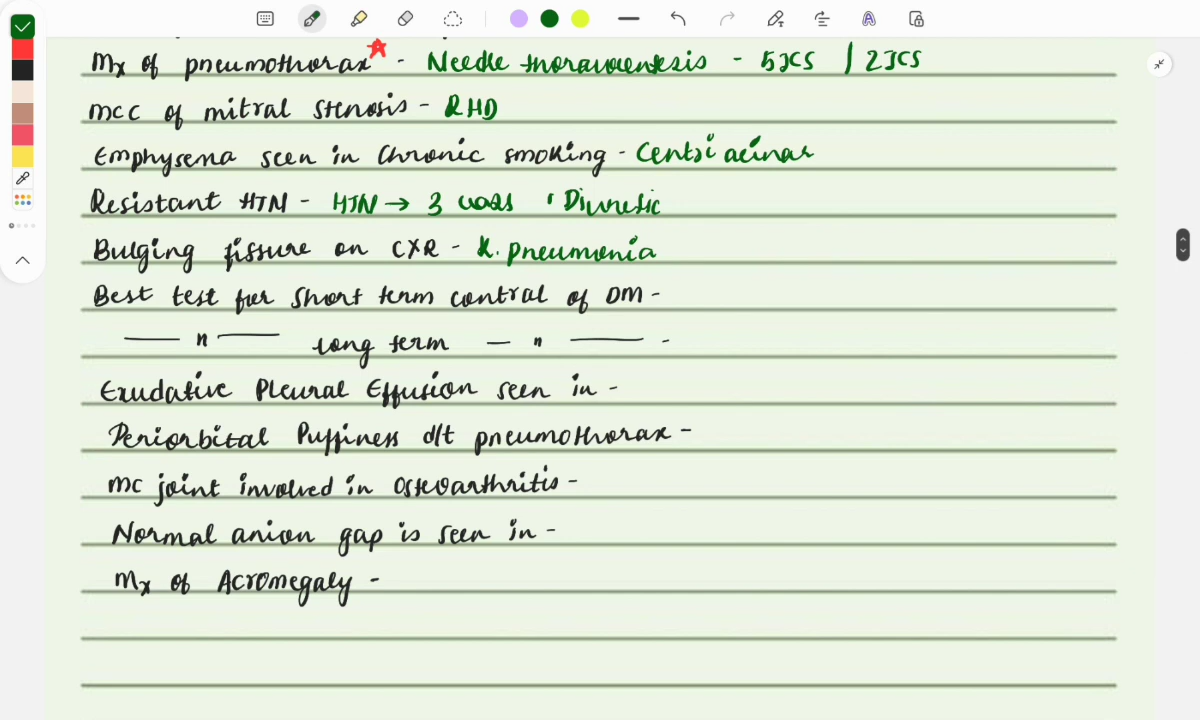 Mx of pneumothorax - Needle thoracocentesis - 5ICS / 2ICS
MCC of mitral stenosis - RHD
Emphysema seen in Chronic smoking - Centriacinar
Resistant HTN - HTN → 3 , Diuretic
Bulging fissure on CXR - K. pneumonia
Best test for short term control of DM -
— " — long term — " — -
Exudative Pleural Effusion seen in -
Periorbital Puffiness d/t pneumothorax -
MC joint involved in Osteoarthritis -
Normal anion gap is seen in -
Mx of Acromegaly -